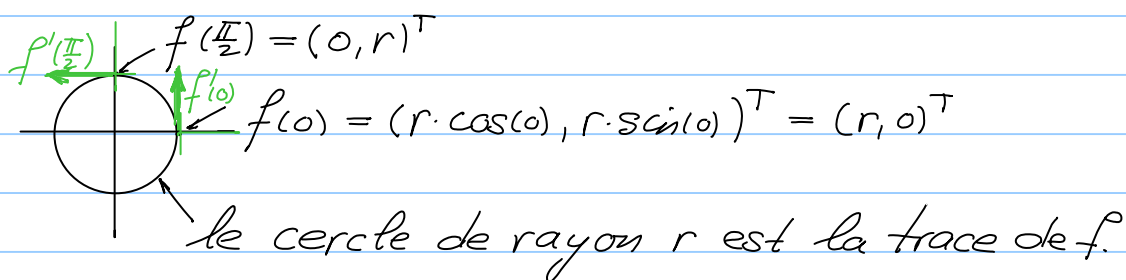 f(π/2) = (0, r)^T
f'(π/2)
f'(0)
f(0) = (r · cos(0), r · sin(0))^T = (r, 0)^T
le cercle de rayon r est la trace de f.